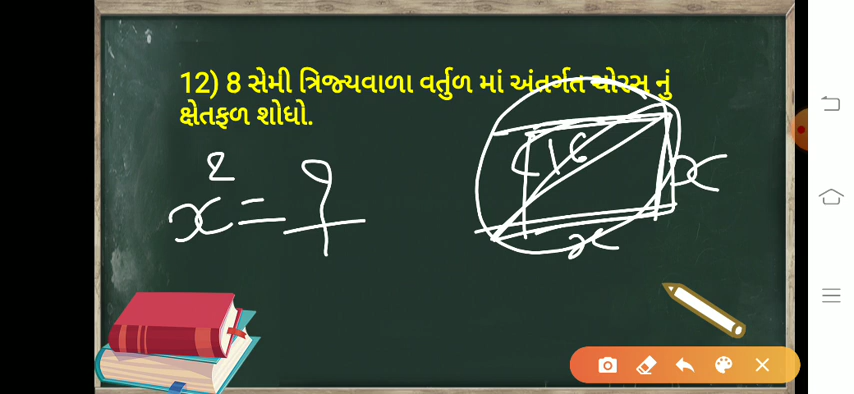 12) 8 સેમી ત્રિજ્યવાળા વર્તુળ માં અંતર્ગત ચોરસ નું
ક્ષેતફળ શોધો.
16
x
x² =
x